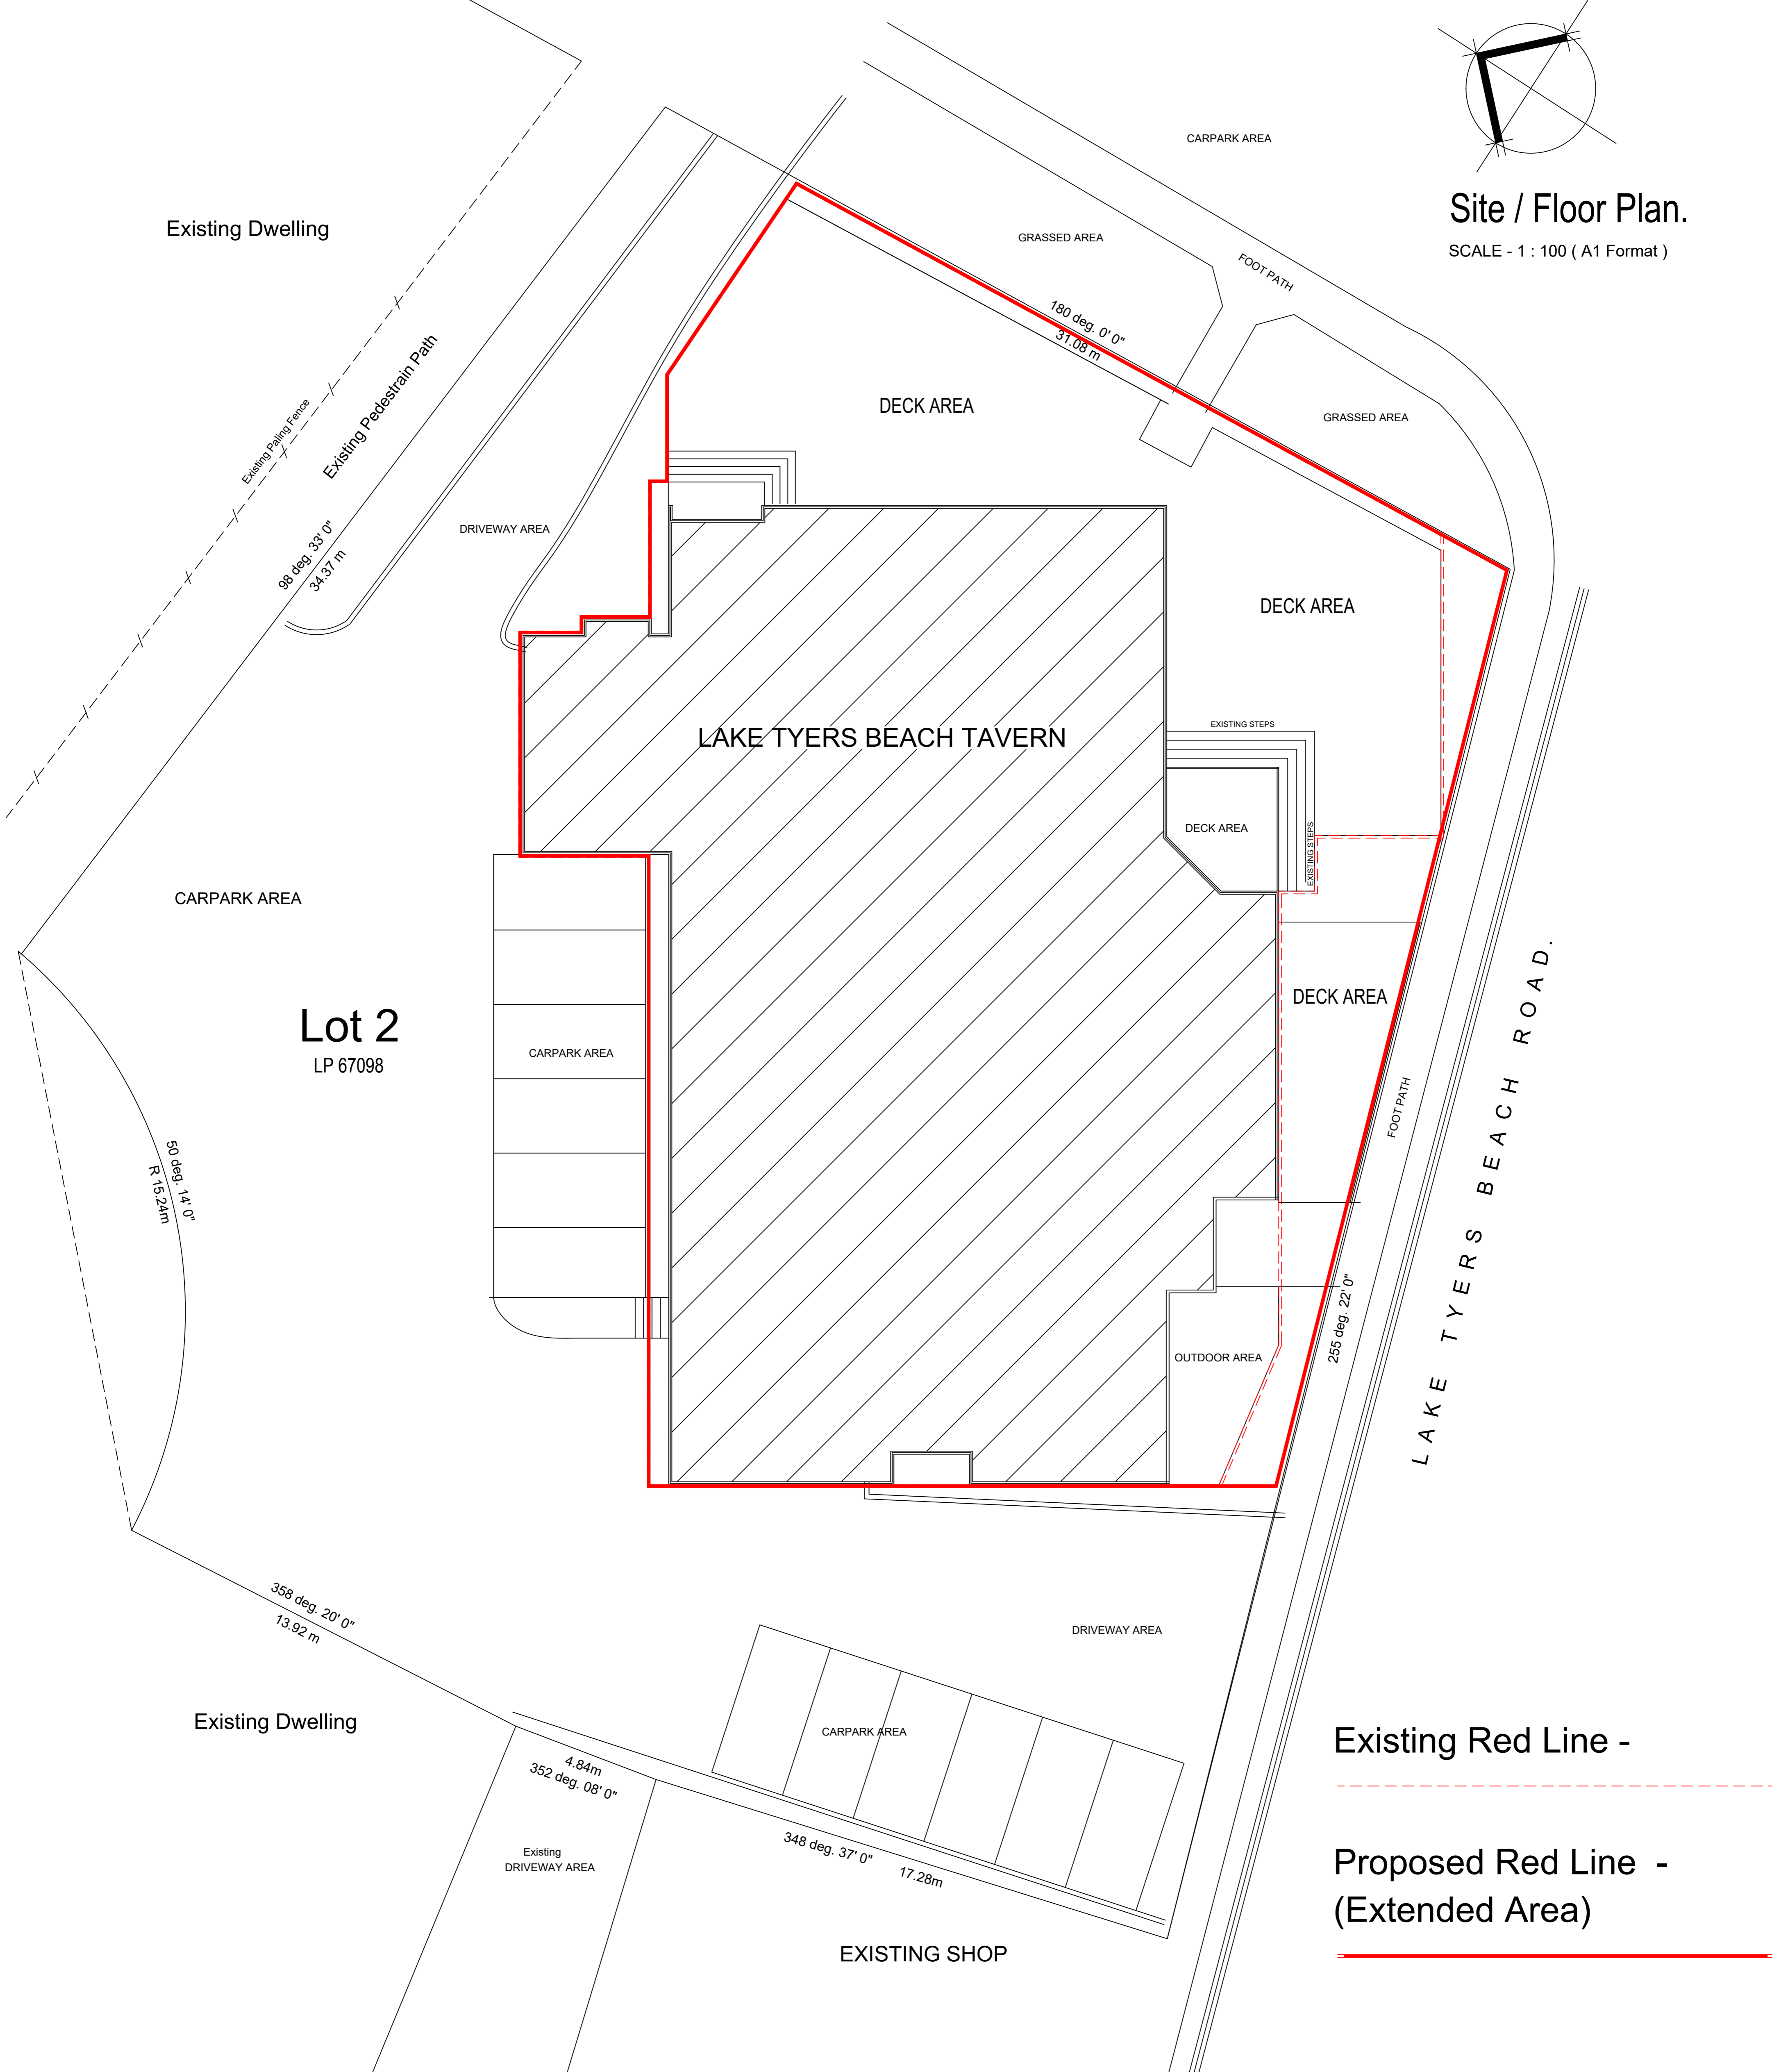 CARPARK AREA
Site / Floor Plan.
SCALE - 1 : 100 ( A1 Format )
Existing Dwelling
GRASSED AREA
FOOT PATH
180 deg. 0' 0"
31.08 m
Existing Pedestrain Path
Existing Paling Fence
DECK AREA
GRASSED AREA
98 deg. 33' 0"
34.37 m
DRIVEWAY AREA
DECK AREA
EXISTING STEPS
LAKE TYERS BEACH TAVERN
DECK AREA
EXISTING STEPS
CARPARK AREA
Lot 2
LP 67098
CARPARK AREA
DECK AREA
FOOT PATH
LAKE TYERS BEACH ROAD.
50 deg. 14' 0"
R 15.24m
255 deg. 22' 0"
OUTDOOR AREA
358 deg. 20' 0"
13.92 m
DRIVEWAY AREA
Existing Dwelling
CARPARK AREA
4.84m
352 deg. 08' 0"
348 deg. 37' 0"
17.28m
Existing
DRIVEWAY AREA
EXISTING SHOP
Existing Red Line -
Proposed Red Line -
(Extended Area)